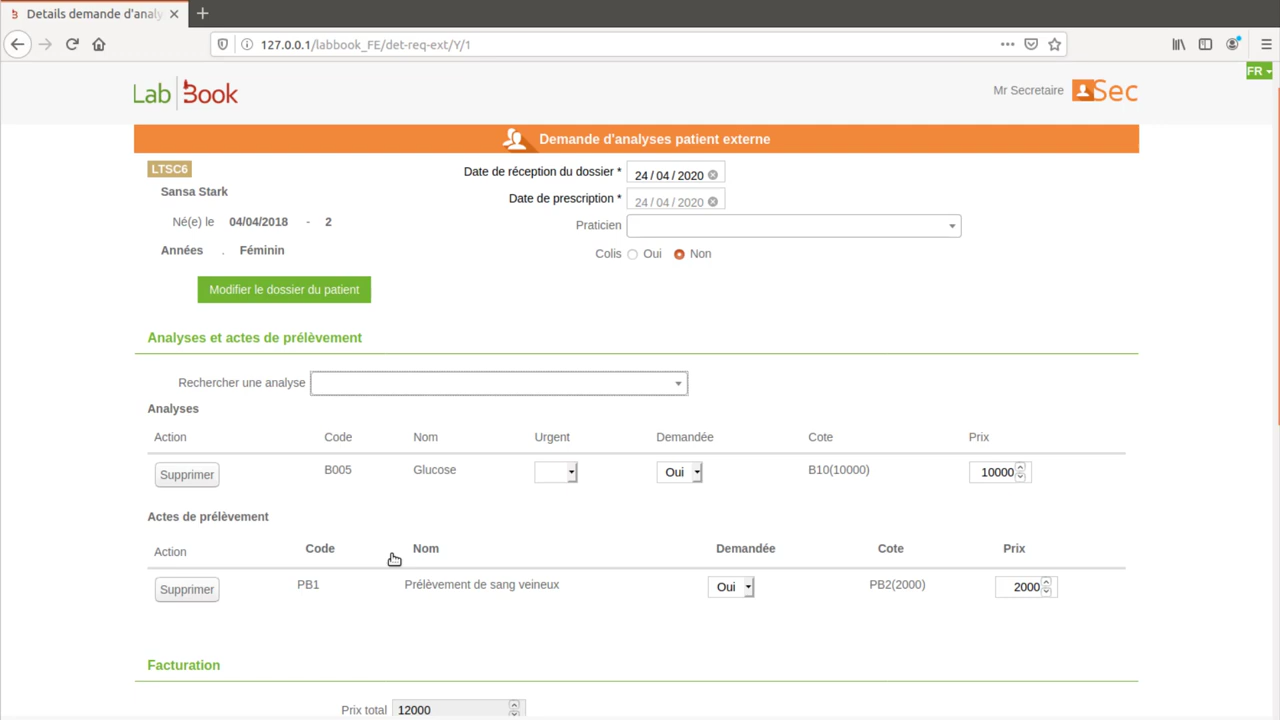 Details demande d'analy
127.0.0.1/labbook_FE/det-req-ext/Y/1
FR
Lab Book
Mr Secretaire Sec
Demande d'analyses patient externe
LTSC6
Sansa Stark
Né(e) le 04/04/2018 - 2
Années . Féminin
Modifier le dossier du patient
Date de réception du dossier * 24 / 04 / 2020
Date de prescription * 24 / 04 / 2020
Praticien
Colis Oui Non
Analyses et actes de prélèvement
Rechercher une analyse
Analyses
Action Code Nom Urgent Demandée Cote Prix
Supprimer B005 Glucose Oui B10(10000) 10000
Actes de prélèvement
Action Code Nom Demandée Cote Prix
Supprimer PB1 Prélèvement de sang veineux Oui PB2(2000) 2000
Facturation
Prix total 12000